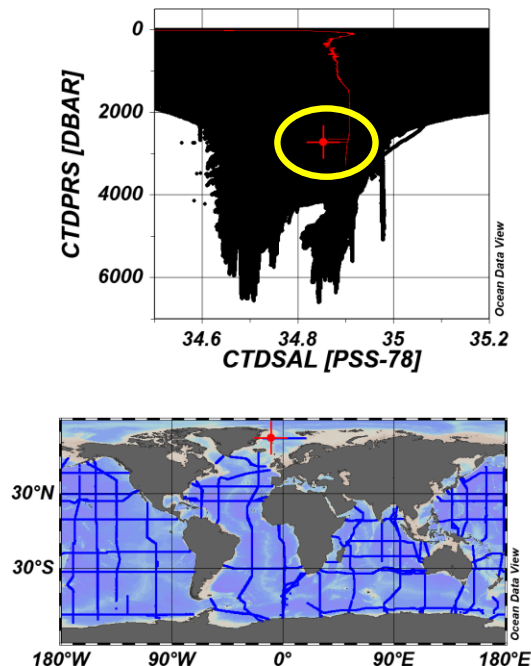 0
2000
4000
6000
CTDPRS [DBAR]
34.6
34.8
35
35.2
CTDSAL [PSS-78]
Ocean Data View
30°N
30°S
180°W
90°W
0°E
90°E
180°E
Ocean Data View